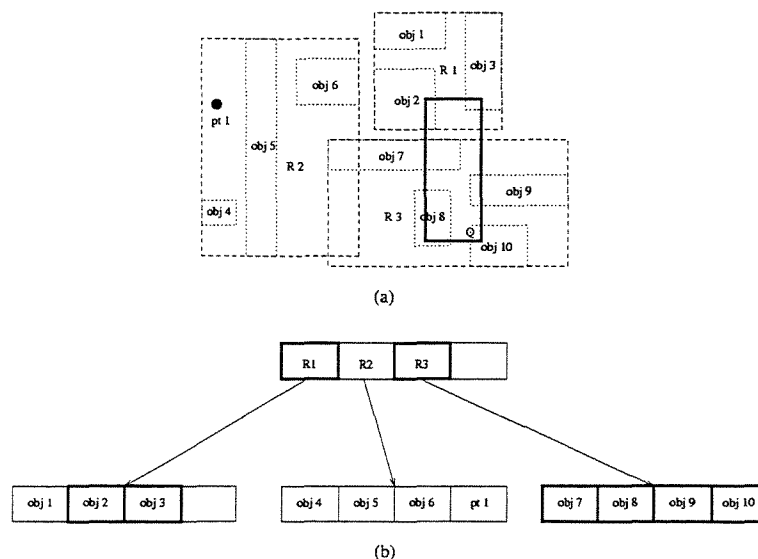 obj 1
R 1
obj 3
obj 6
obj 2
pt 1
obj 5
R 2
obj 7
obj 9
obj 4
R 3
obj 8
Q
obj 10
(a)
R1 R2 R3
obj 1 obj 2 obj 3
obj 4 obj 5 obj 6 pt 1
obj 7 obj 8 obj 9 obj 10
(b)